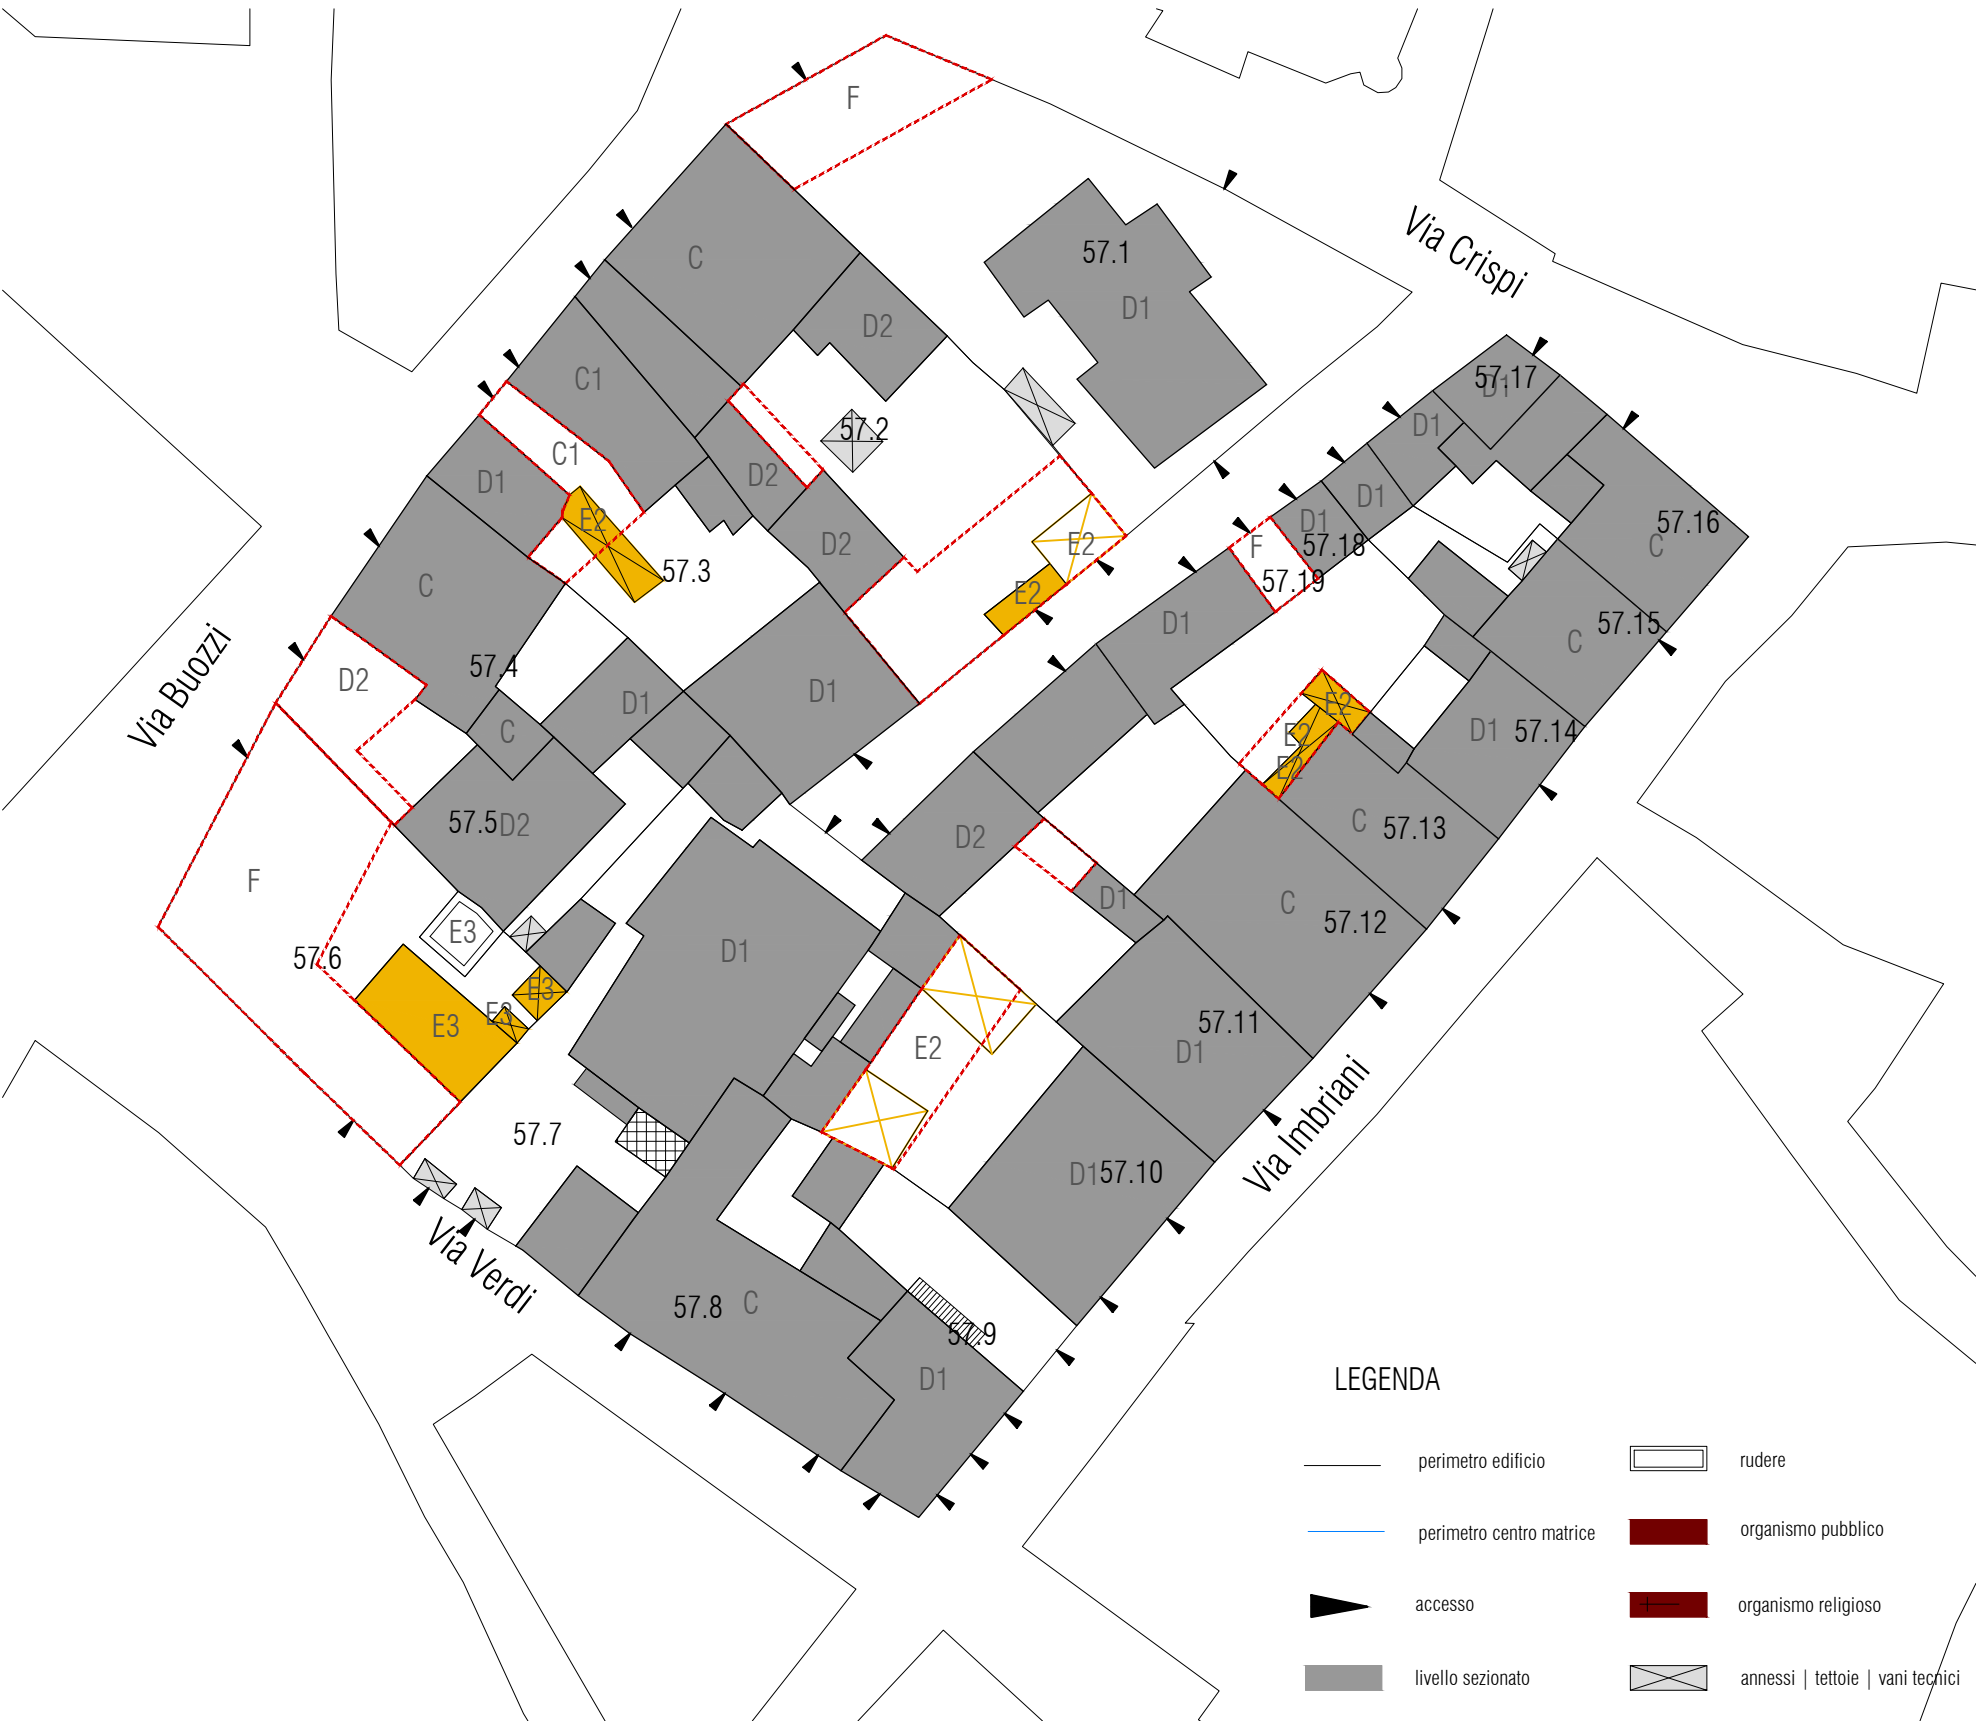 F
Via Crispi
57.1
C
D1
D2
57.17
D1
C1
D1
57.2
C1
D2
D1
D1
57.16
D1
D1
E2
D2
E2
F
57.18
C
57.3
E2
57.19
C
D1
57.15
C
57.4
D2
D1
D1
E2
Via Buozzi
C
E2
D1
57.14
E2
57.5
D2
D2
C
57.13
F
D1
C
57.12
E3
D1
57.6
E3
E3
E3
E2
57.11
D1
57.7
D1
57.10
Via Imbriani
Via Verdi
57.8
C
57.9
D1
LEGENDA
perimetro edificio
rudere
perimetro centro matrice
organismo pubblico
accesso
organismo religioso
livello sezionato
annessi | tettoie | vani tecnici